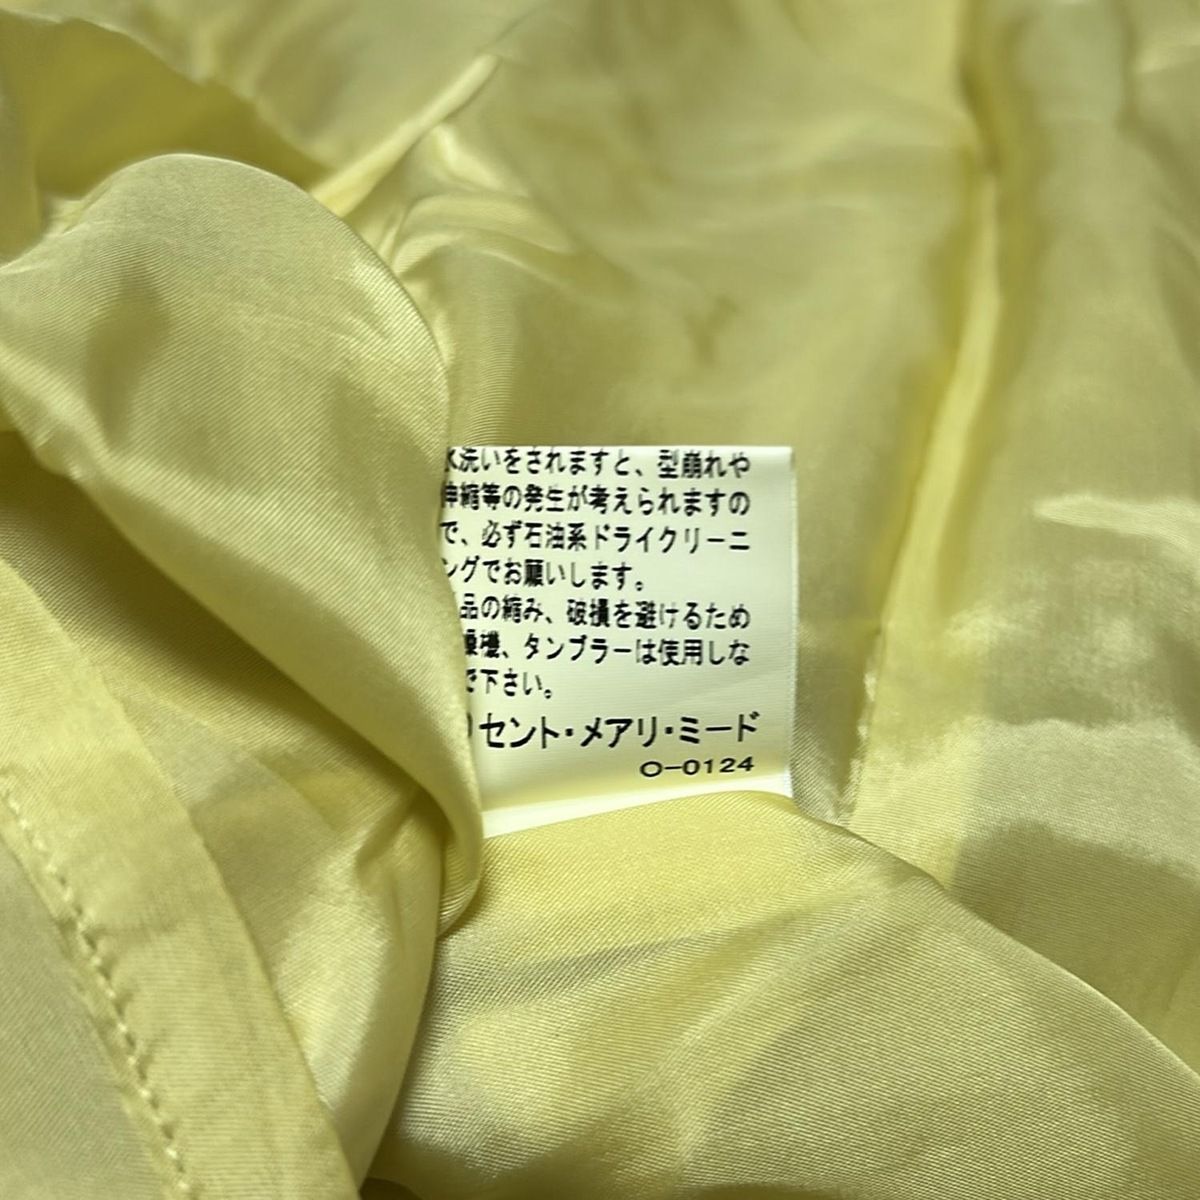 水洗いをされますと、型崩れや
伸縮等の発生が考えられますの
で、必ず石油系ドライクリーニ
ングでお願いします。
品の縮み、破損を避けるため
燥機、タンブラーは使用しな
で下さい。
リセント・メアリ・ミード
O-0124